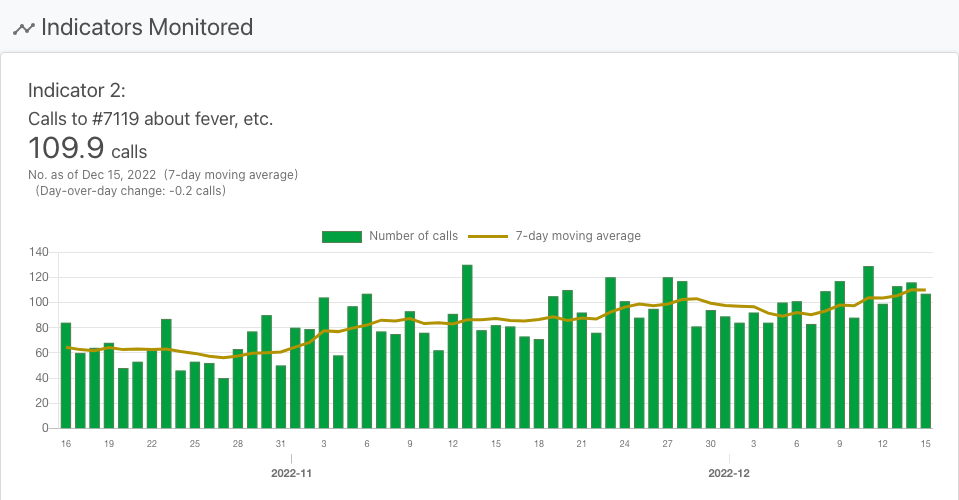 Indicators Monitored
Indicator 2:
Calls to #7119 about fever, etc.
109.9 calls
No. as of Dec 15, 2022 (7-day moving average)
(Day-over-day change: -0.2 calls)
Number of calls 7-day moving average
140
120
100
80
60
40
20
0
16 19 22 25 28 31 3 6 9 12 15 18 21 24 27 30 3 6 9 12 15
2022-11 2022-12